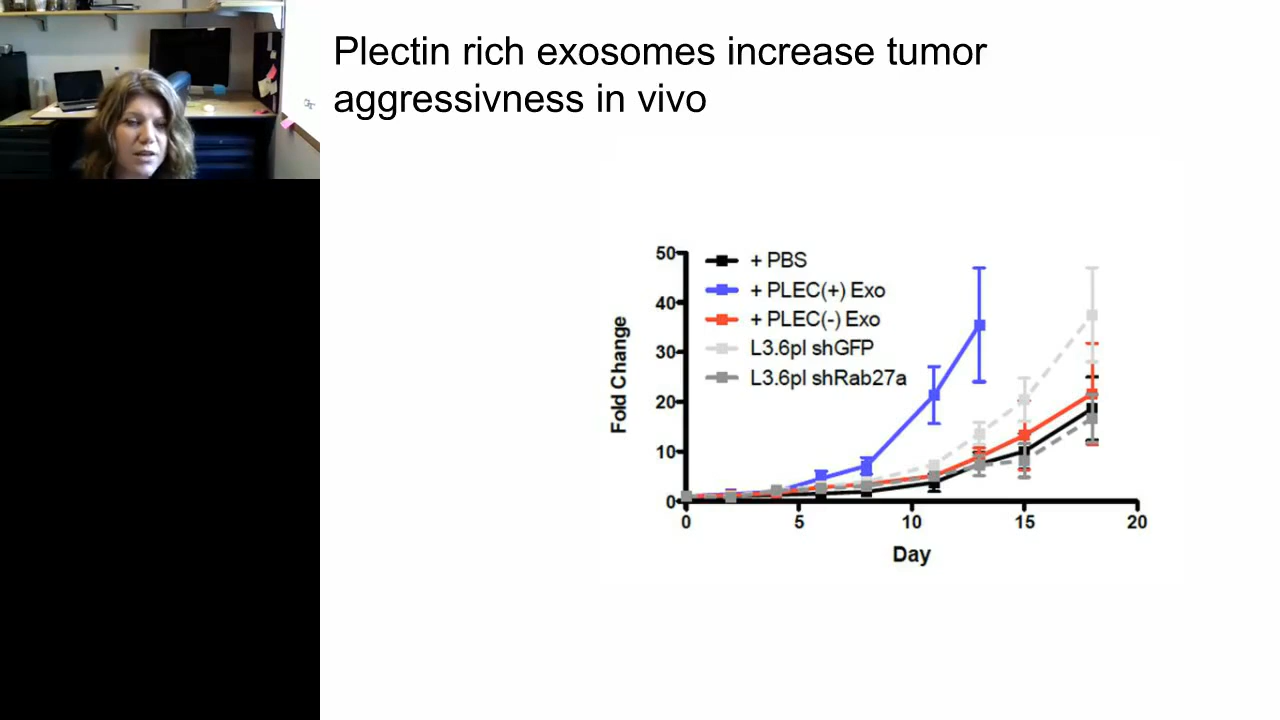 Plectin rich exosomes increase tumor
aggressivness in vivo
50
40
30
20
10
0
Fold Change
+ PBS
+ PLEC(+) Exo
+ PLEC(-) Exo
L3.6pl shGFP
L3.6pl shRab27a
0 5 10 15 20
Day